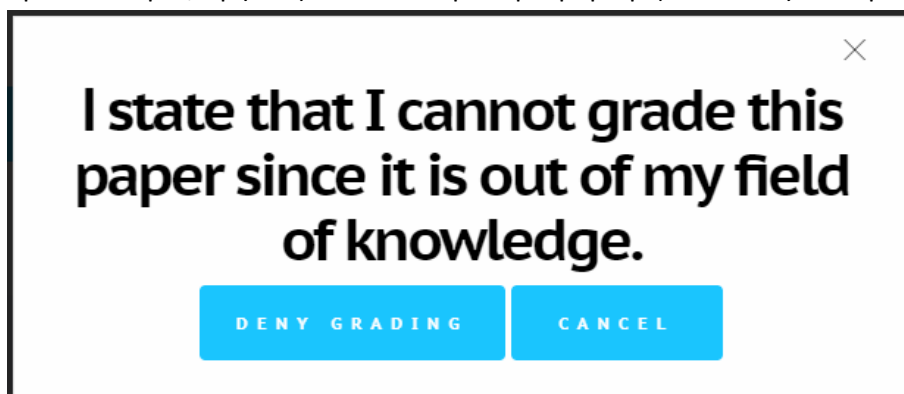 I state that I cannot grade this
paper since it is out of my field
of knowledge.
DENY GRADING CANCEL